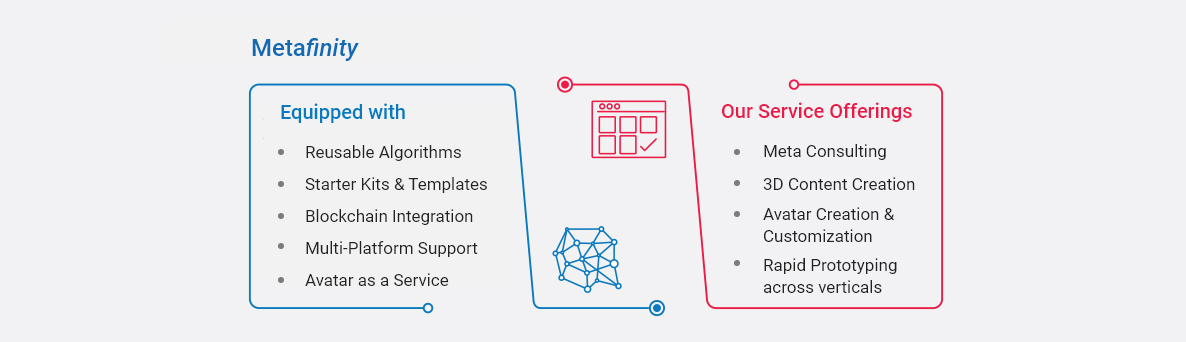 Metafinity
Equipped with
Reusable Algorithms
Starter Kits & Templates
Blockchain Integration
Multi-Platform Support
Avatar as a Service
Our Service Offerings
Meta Consulting
3D Content Creation
Avatar Creation &
Customization
Rapid Prototyping
across verticals